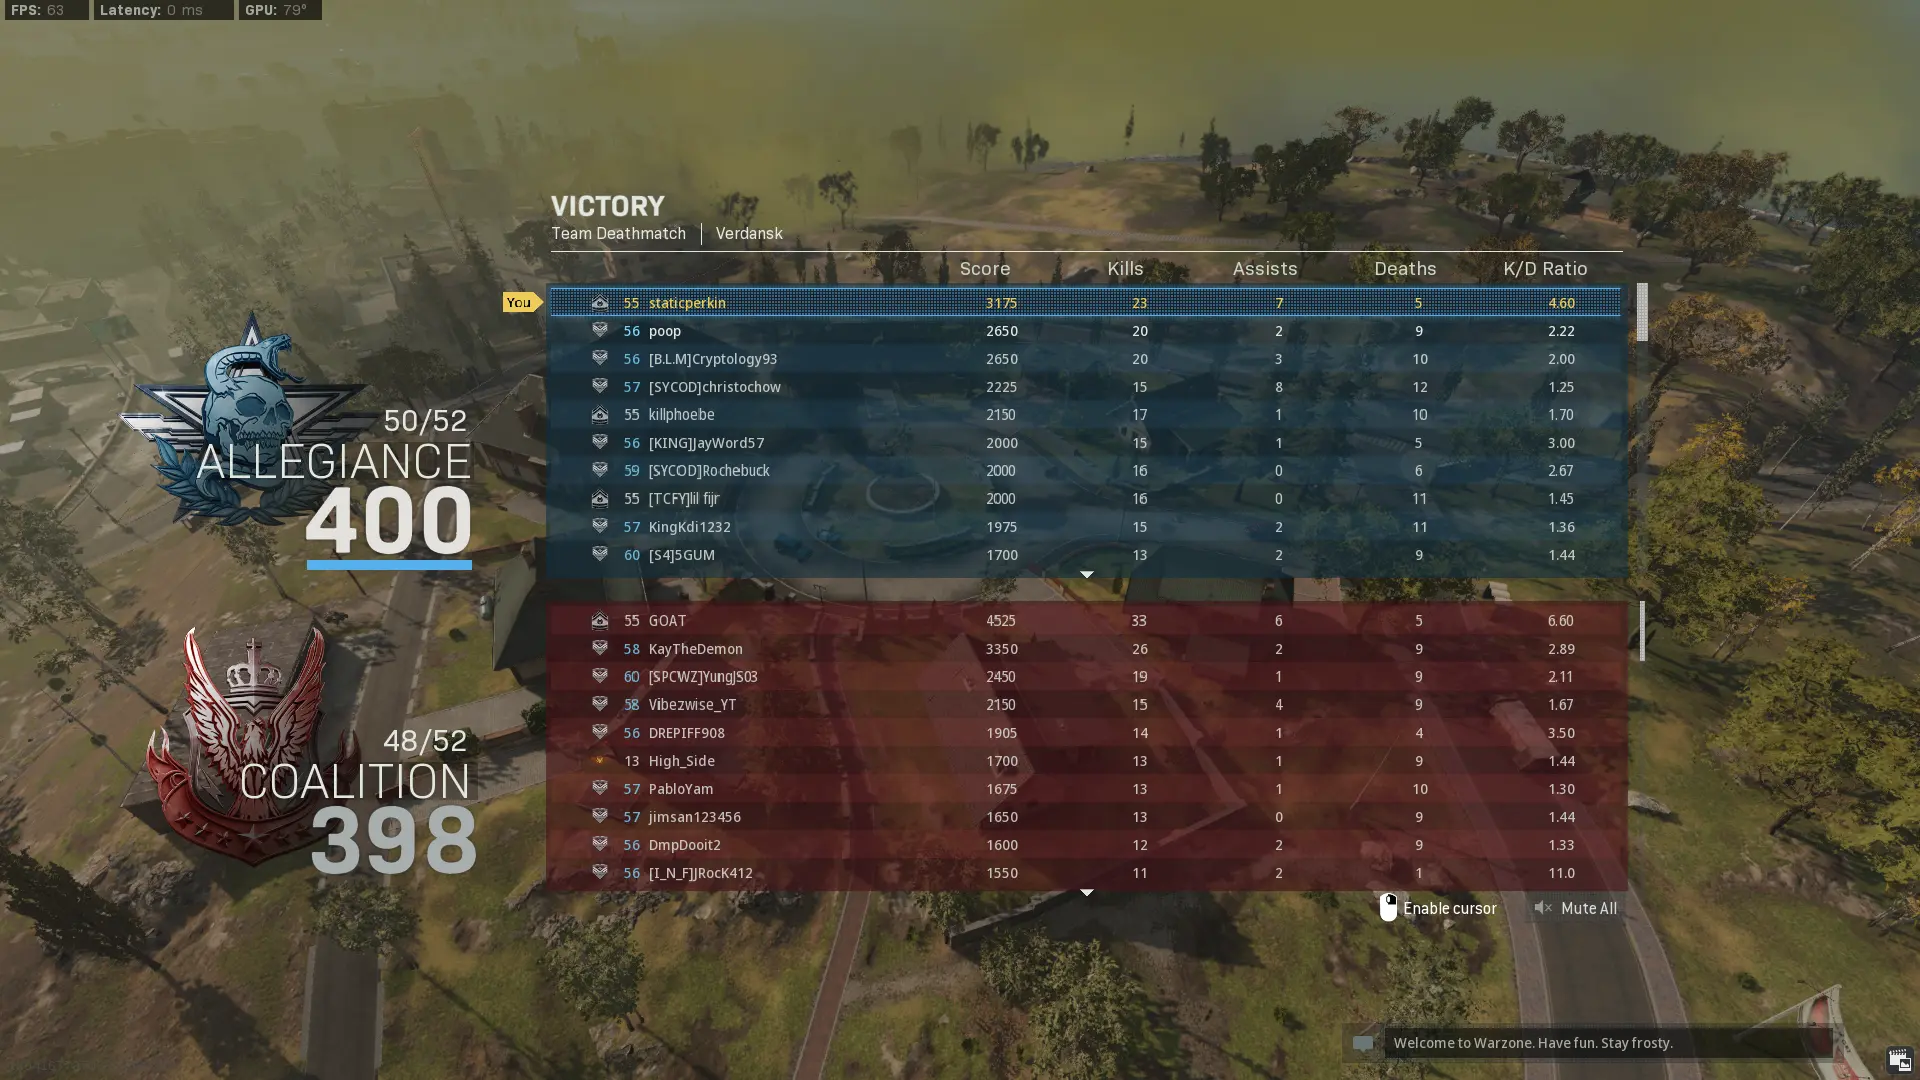 FPS: 63 Latency: 0 ms GPU: 79°
VICTORY
Team Deathmatch Verdansk
Score Kills Assists Deaths K/D Ratio
You 55 staticperkin 3175 23 7 5 4.60
56 poop 2650 20 2 9 2.22
56 [B.L.M]Cryptology93 2650 20 3 10 2.00
57 [SYCOD]christochow 2225 15 8 12 1.25
55 killphoebe 2150 17 1 10 1.70
56 [KING]JayWord57 2000 15 1 5 3.00
59 [SYCOD]Rochebuck 2000 16 0 6 2.67
55 [TCFY]lil fijr 2000 16 0 11 1.45
57 KingKdi1232 1975 15 2 11 1.36
60 [S4]5GUM 1700 13 2 9 1.44
50/52
ALLEGIANCE
400
55 GOAT 4525 33 6 5 6.60
58 KayTheDemon 3350 26 2 9 2.89
60 [SPCWZ]YungJS03 2450 19 1 9 2.11
58 Vibezwise_YT 2150 15 4 9 1.67
56 DREPIFF908 1905 14 1 4 3.50
13 High_Side 1700 13 1 9 1.44
57 PabloYam 1675 13 1 10 1.30
57 jimsan123456 1650 13 0 9 1.44
56 DmpDooit2 1600 12 2 9 1.33
56 [I_N_F]JRocK412 1550 11 2 1 11.0
48/52
COALITION
398
Enable cursor Mute All
Welcome to Warzone. Have fun. Stay frosty.